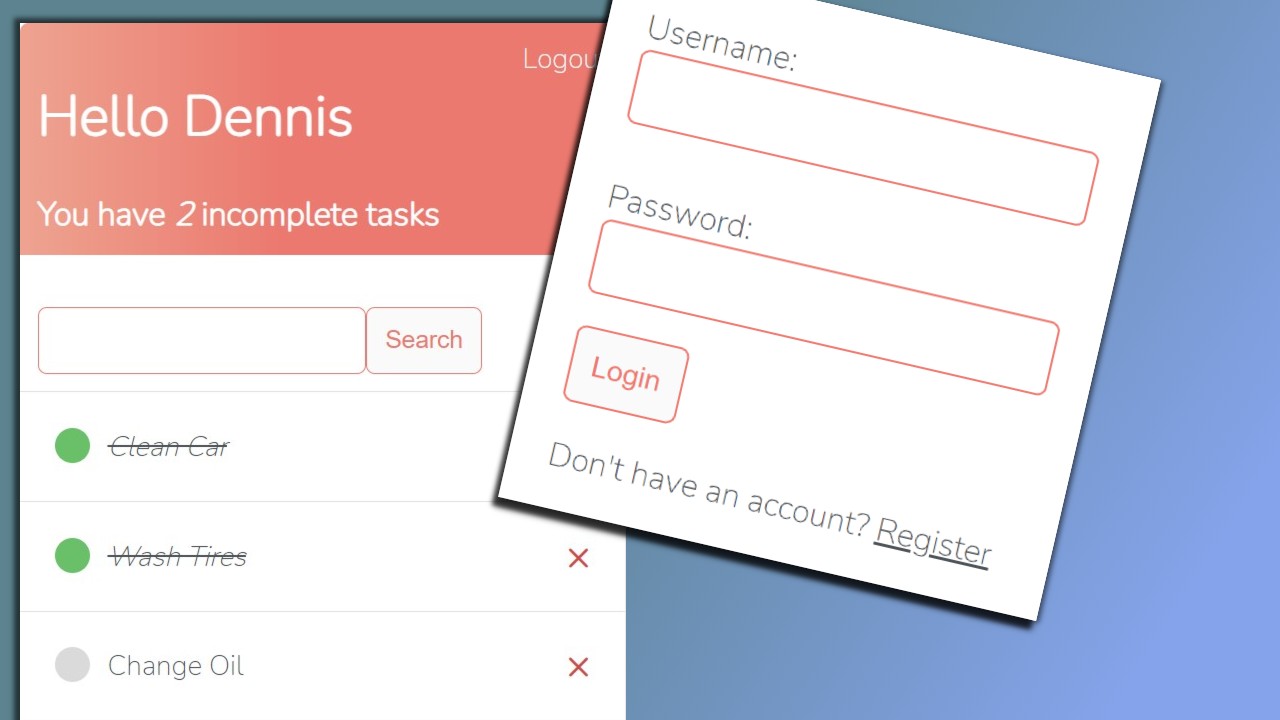 Logou
Hello Dennis
You have 2 incomplete tasks
Search
Clean Car
Wash Tires
Change Oil
Username:
Password:
Login
Don't have an account? Register